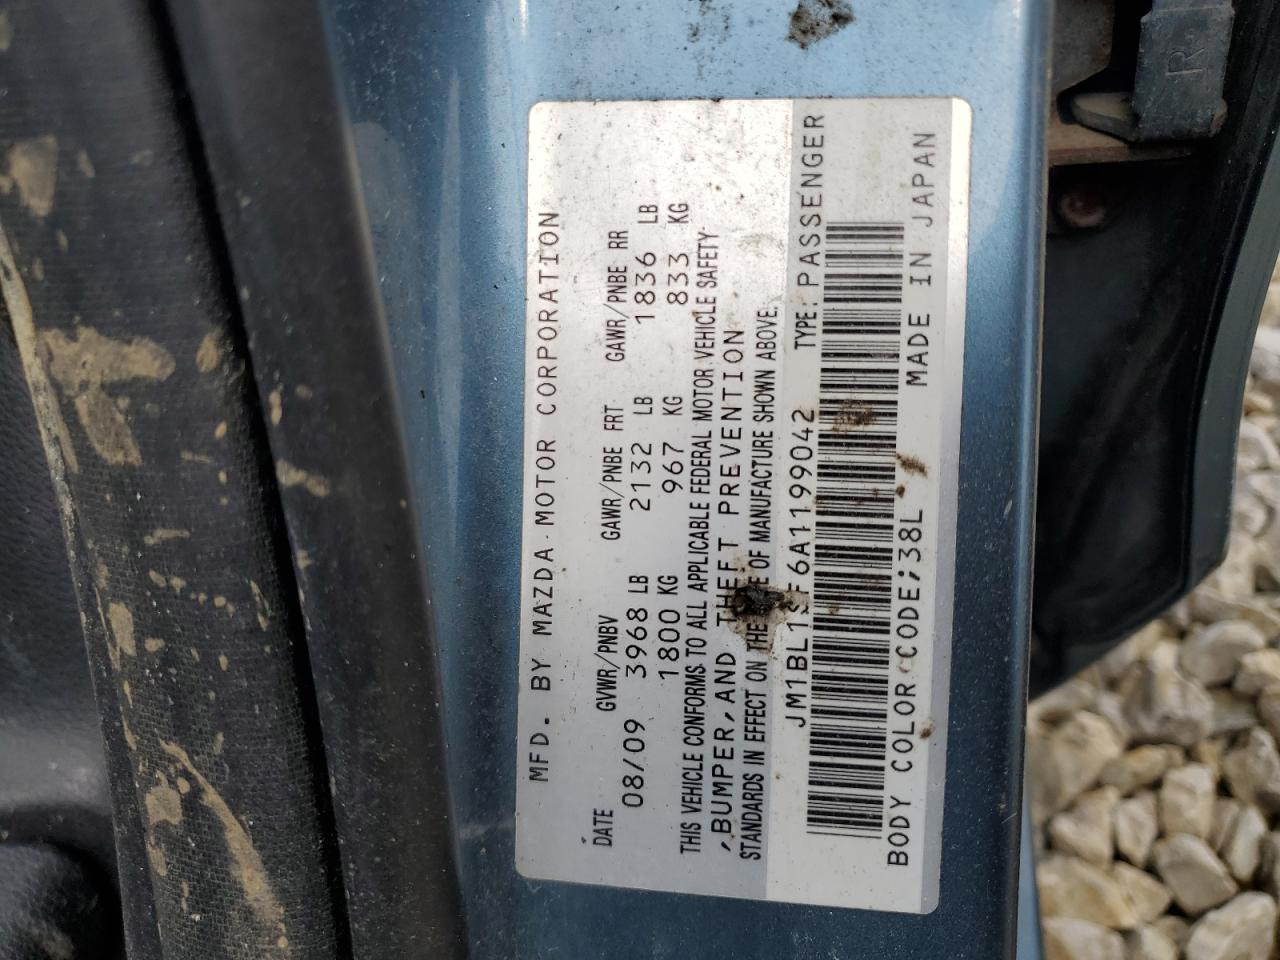 MFD. BY MAZDA MOTOR CORPORATION
DATE GVWR/PNBV GAWR/PNBE FRT GAWR/PNBE RR
08/09 3968 LB 2132 LB 1836 LB
1800 KG 967 KG 833 KG
THIS VEHICLE CONFORMS TO ALL APPLICABLE FEDERAL MOTOR VEHICLE SAFETY
,BUMPER,AND THEFT PREVENTION
STANDARDS IN EFFECT ON THE OF MANUFACTURE SHOWN ABOVE.
TYPE: PASSENGER
BODY COLOR CODE:38L MADE IN JAPAN
R